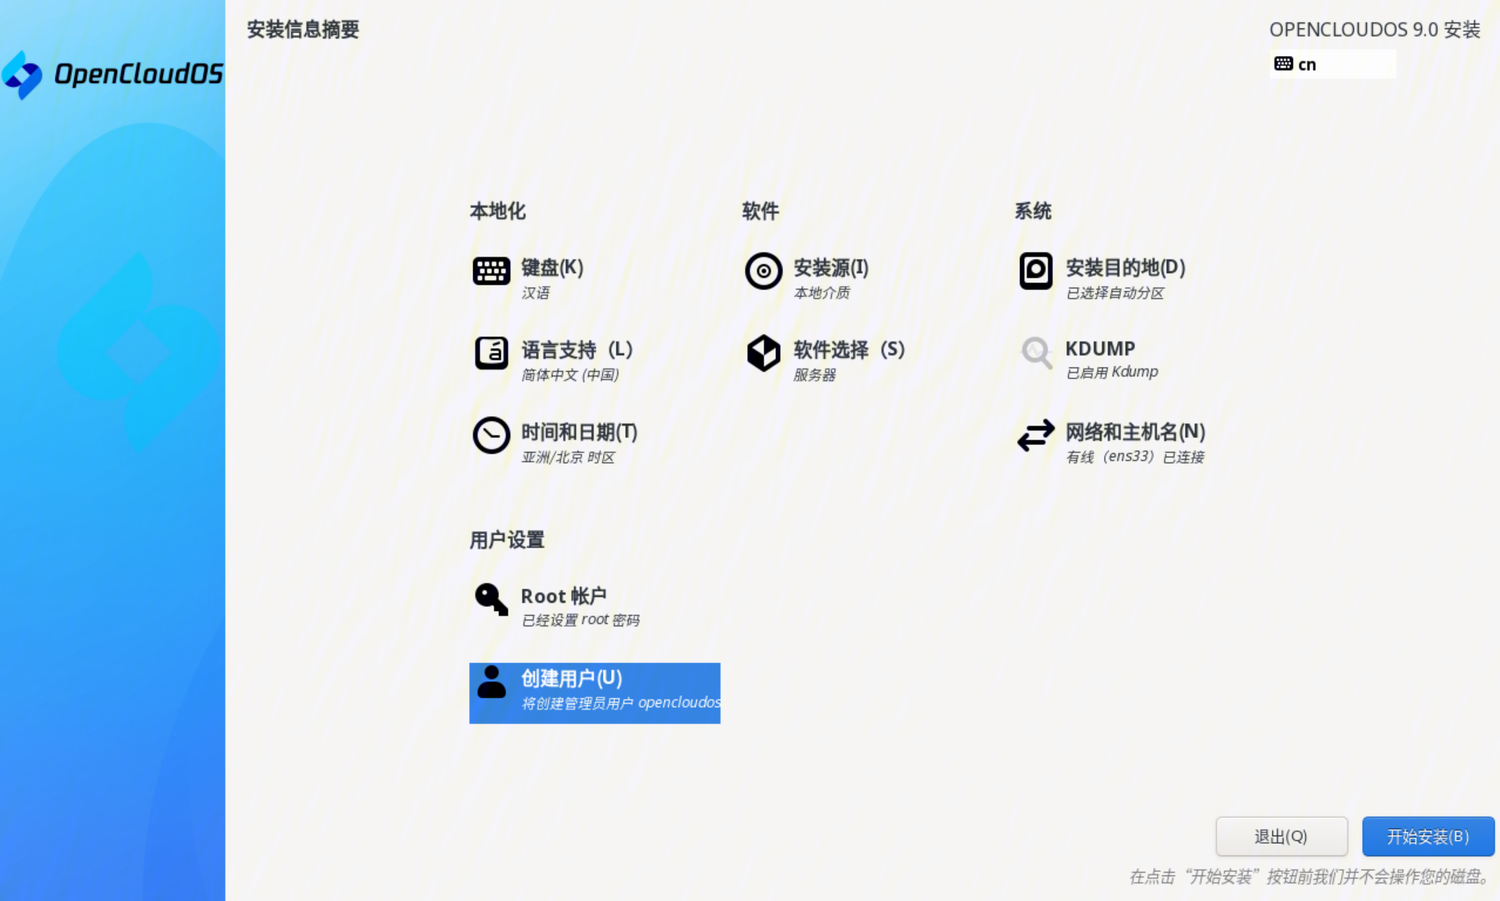 OpenCloudOS
安装信息摘要
OPENCLOUDOS 9.0 安装
cn
本地化
键盘(K)
汉语
语言支持（L）
简体中文 (中国)
时间和日期(T)
亚洲/北京 时区
软件
安装源(I)
本地介质
软件选择（S）
服务器
系统
安装目的地(D)
已选择自动分区
KDUMP
已启用 Kdump
网络和主机名(N)
有线（ens33）已连接
用户设置
Root 帐户
已经设置 root 密码
创建用户(U)
将创建管理员用户 opencloudos
退出(Q)
开始安装(B)
在点击“开始安装”按钮前我们并不会操作您的磁盘。